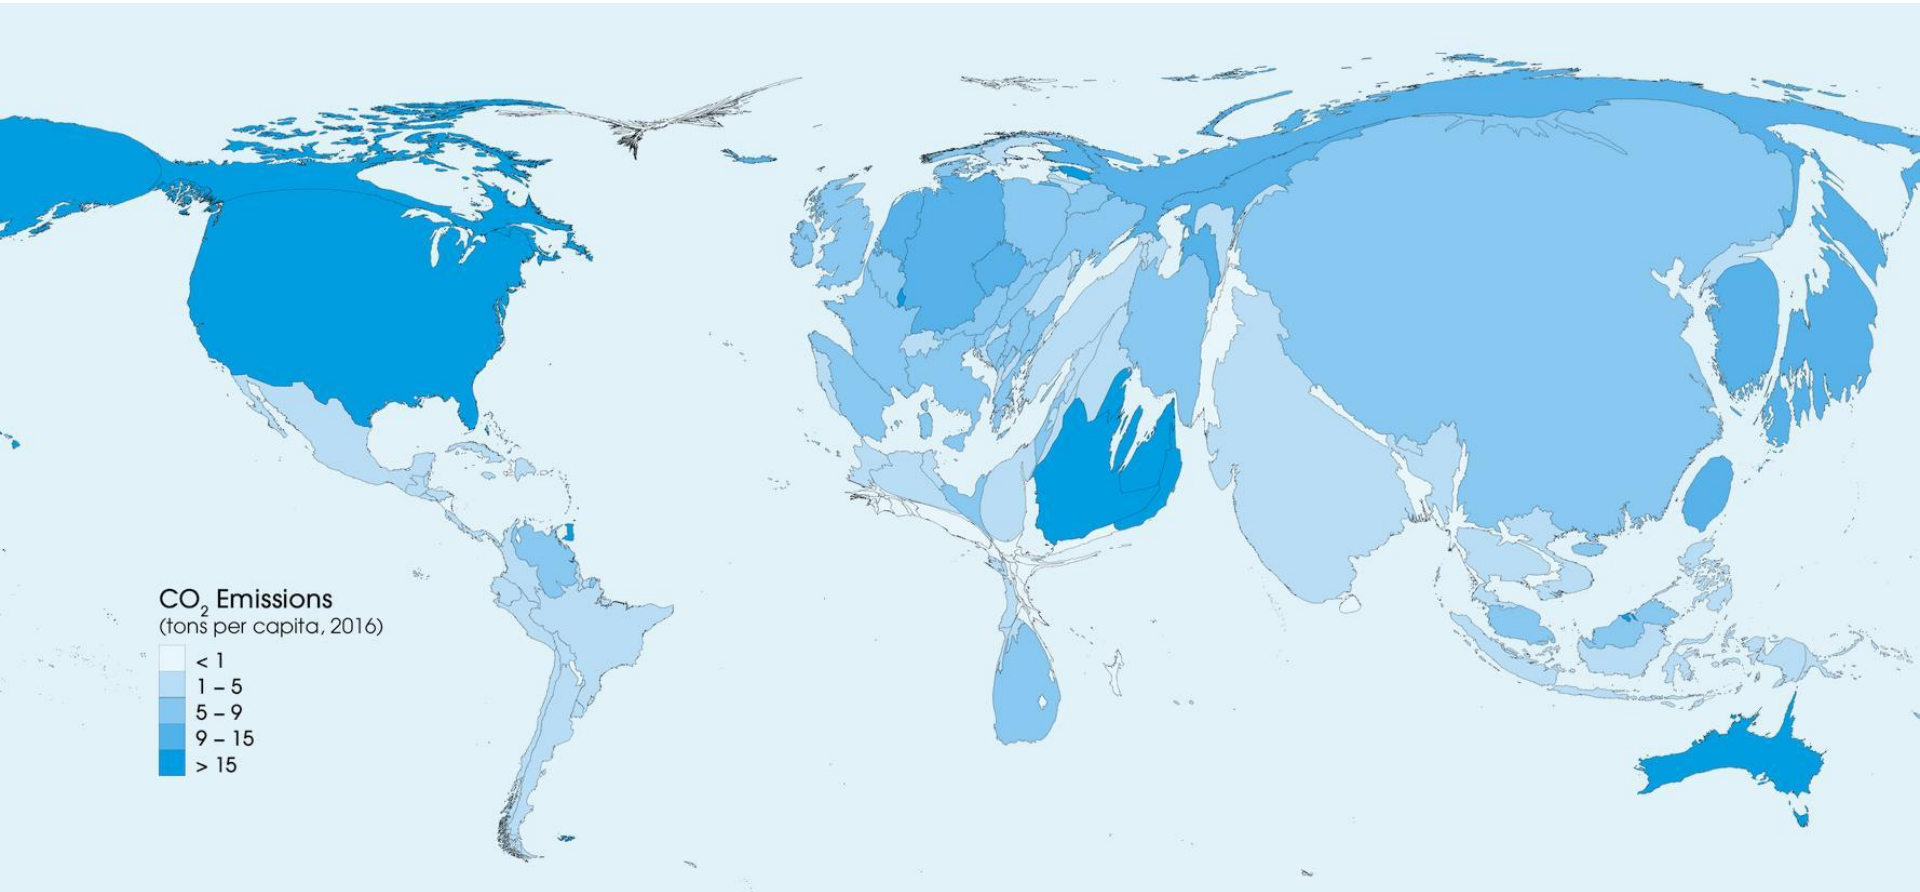 CO₂ Emissions
(tons per capita, 2016)
< 1
1 – 5
5 – 9
9 – 15
> 15